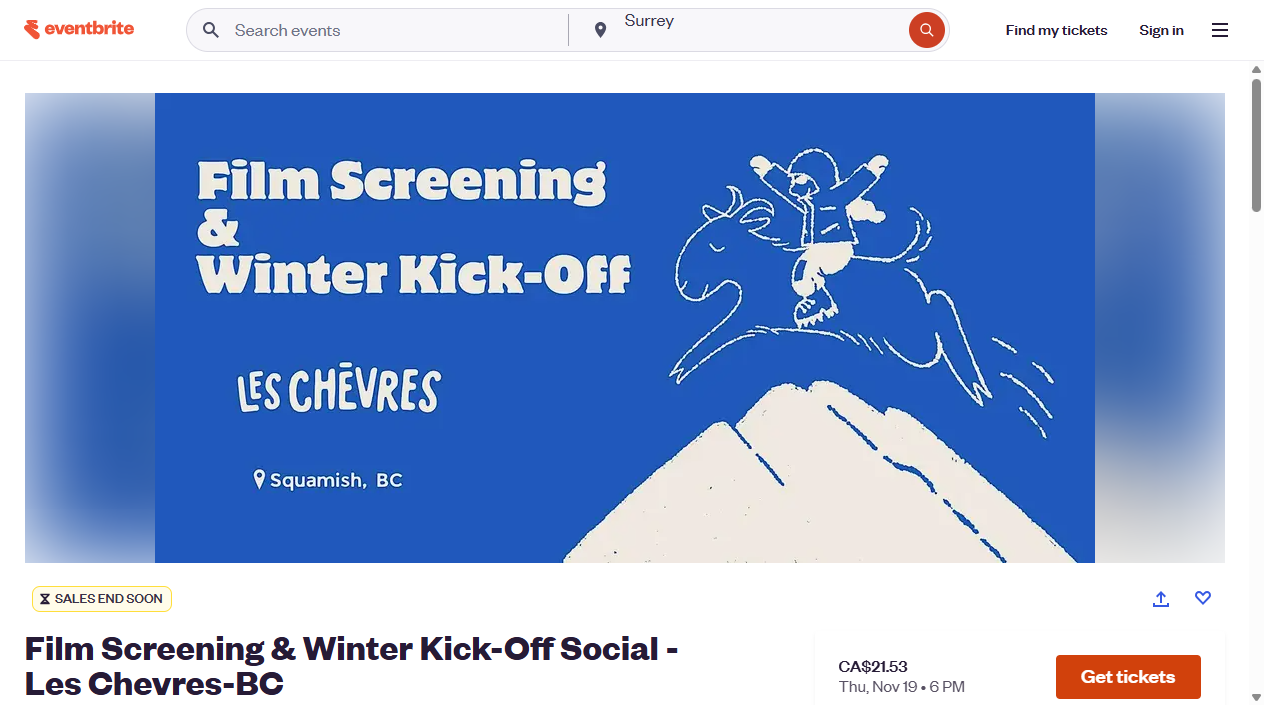 eventbrite
Search events
Surrey
Find my tickets
Sign in
Film Screening
&
Winter Kick-Off
LES CHĒVRES
Squamish, BC
SALES END SOON
Film Screening & Winter Kick-Off Social -
Les Chevres-BC
CA$21.53
Thu, Nov 19 • 6 PM
Get tickets